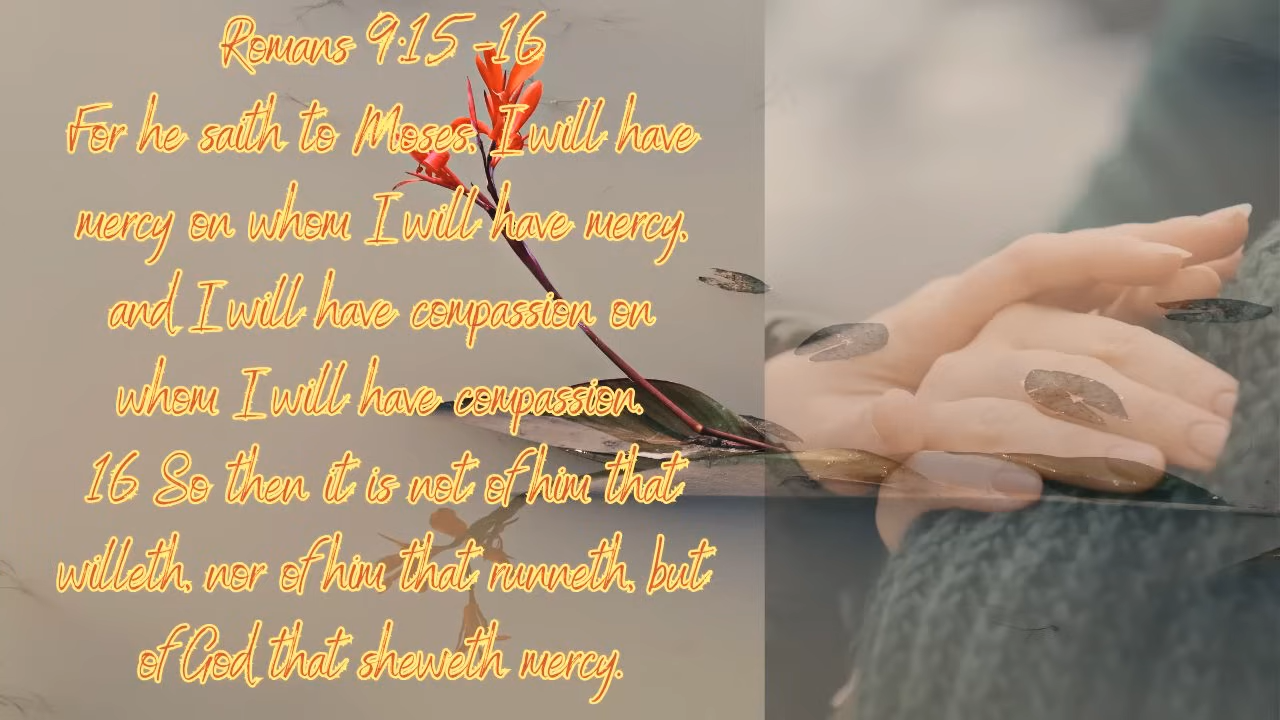 Romans 9:15 -16
For he saith to Moses, I will have
mercy on whom I will have mercy,
and I will have compassion on
whom I will have compassion.
16 So then it is not of him that
willeth, nor of him that runneth, but
of God that sheweth mercy.